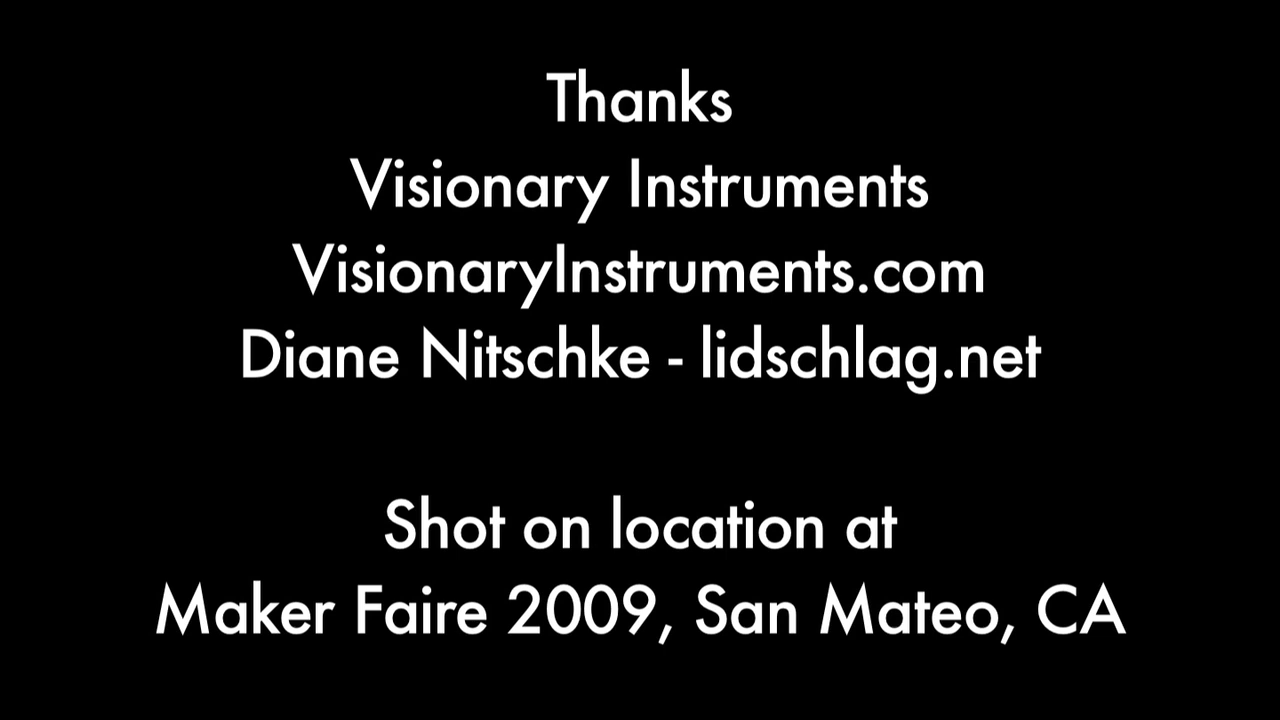 Thanks
Visionary Instruments
VisionaryInstruments.com
Diane Nitschke - lidschlag.net
Shot on location at
Maker Faire 2009, San Mateo, CA